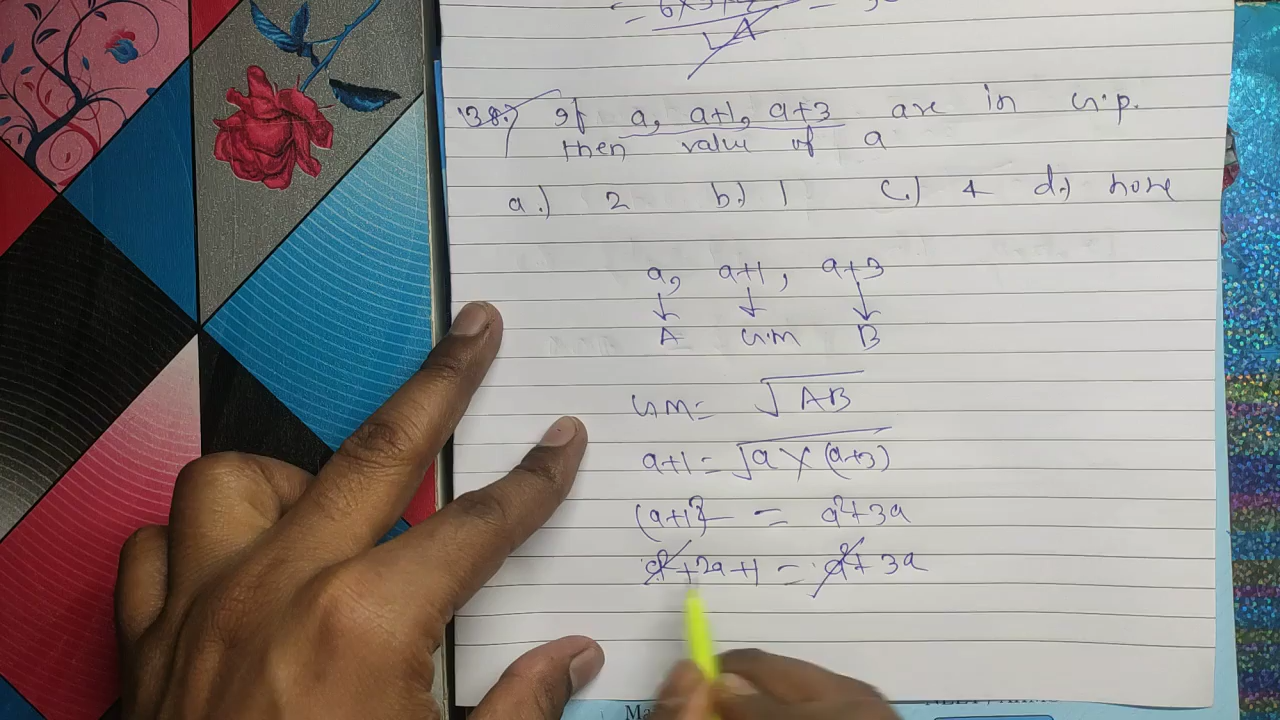 38.) If a, a+1, a+3 are in G.P.
then value of a
a.) 2 b.) 1 c.) 4 d.) none
a, a+1, a+3
↓ ↓ ↓
A G.M B
GM = √AB
a+1 = √a×(a+3)
(a+1)² = a²+3a
a²+2a+1 = a²+3a